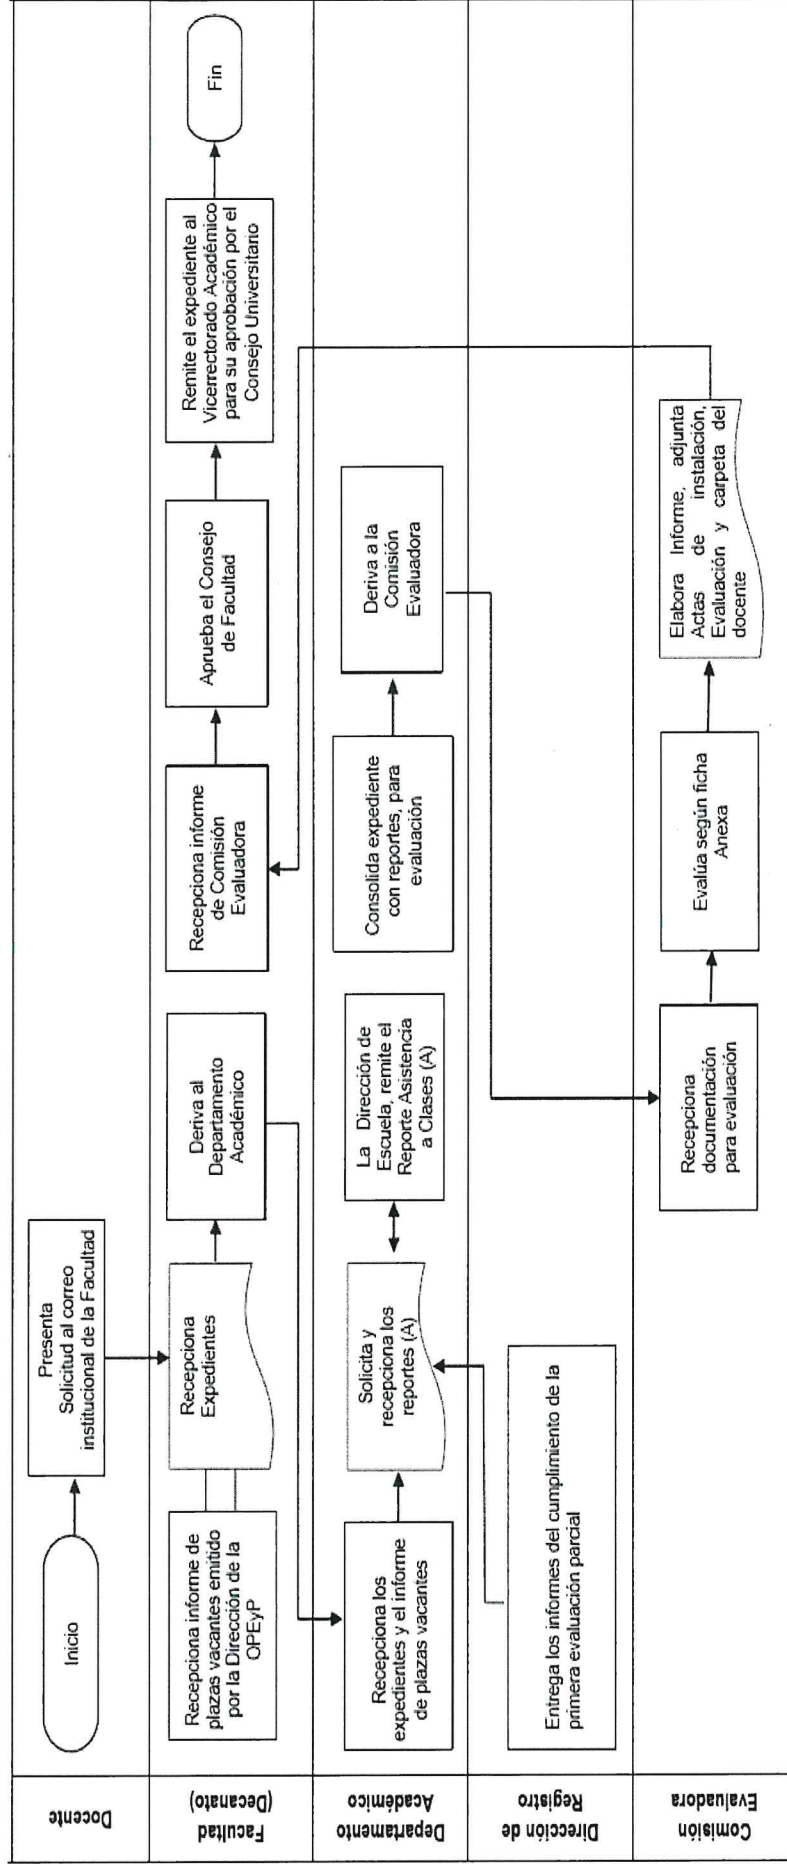 Docente
Inicio
Presenta
Solicitud al correo
institucional de la Facultad
Facultad
(Decanato)
Recepciona informe de
plazas vacantes emitido
por la Dirección de la
OPEyP
Recepciona
Expedientes
Deriva al
Departamento
Académico
Recepciona informe
de Comisión
Evaluadora
Aprueba el Consejo
de Facultad
Remite el expediente al
Vicerrectorado Académico
para su aprobación por el
Consejo Universitario
Fin
Departamento
Académico
Recepciona los
expedientes y el informe
de plazas vacantes
Solicita y
recepciona los
reportes (A)
La Dirección de
Escuela, remite el
Reporte Asistencia
a Clases (A)
Consolida expediente
con reportes, para
evaluación
Deriva a la
Comisión
Evaluadora
Dirección de
Registro
Entrega los informes del cumplimiento de la
primera evaluación parcial
Comisión
Evaluadora
Recepciona
documentación
para evaluación
Evalúa según ficha
Anexa
Elabora Informe, adjunta
Actas de instalación,
Evaluación y carpeta del
docente